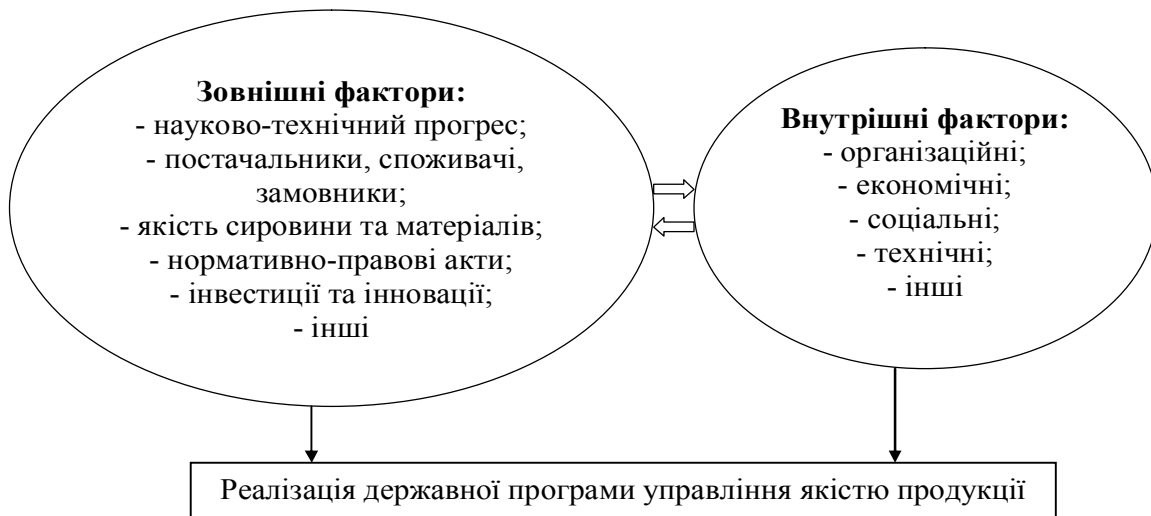 Зовнішні фактори:
- науково-технічний прогрес;
- постачальники, споживачі,
замовники;
- якість сировини та матеріалів;
- нормативно-правові акти;
- інвестиції та інновації;
- інші
Внутрішні фактори:
- організаційні;
- економічні;
- соціальні;
- технічні;
- інші
Реалізація державної програми управління якістю продукції